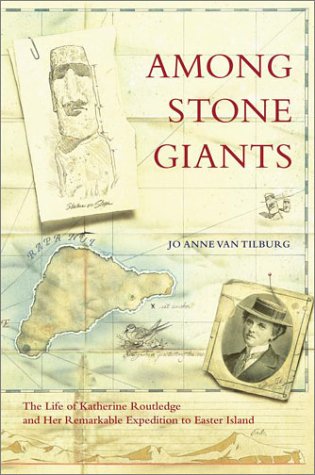 AMONG
STONE
GIANTS
JO ANNE VAN TILBURG
RAPA NUI
The Life of Katherine Routledge
and Her Remarkable Expedition to Easter Island